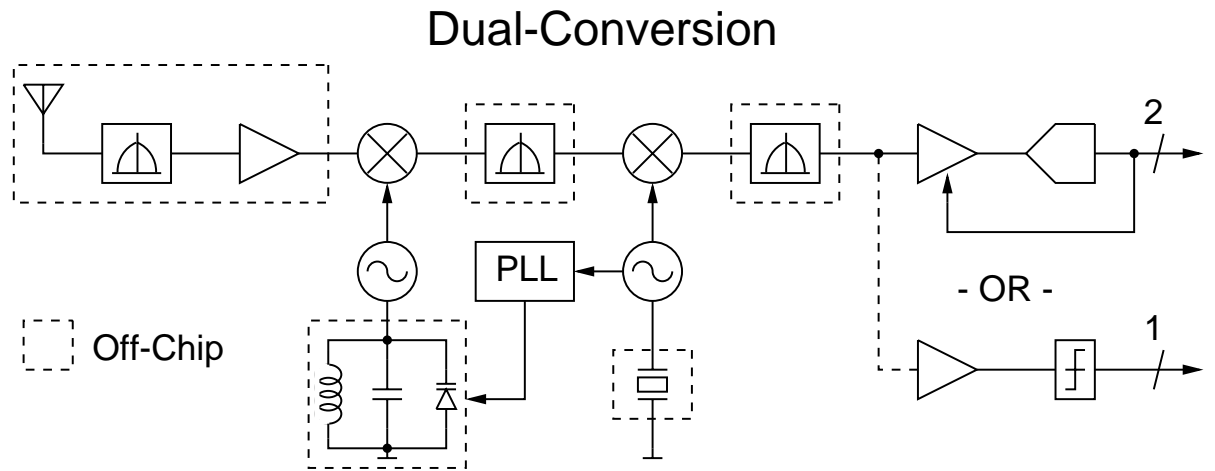 Dual-Conversion
2
PLL
- OR -
Off-Chip
1